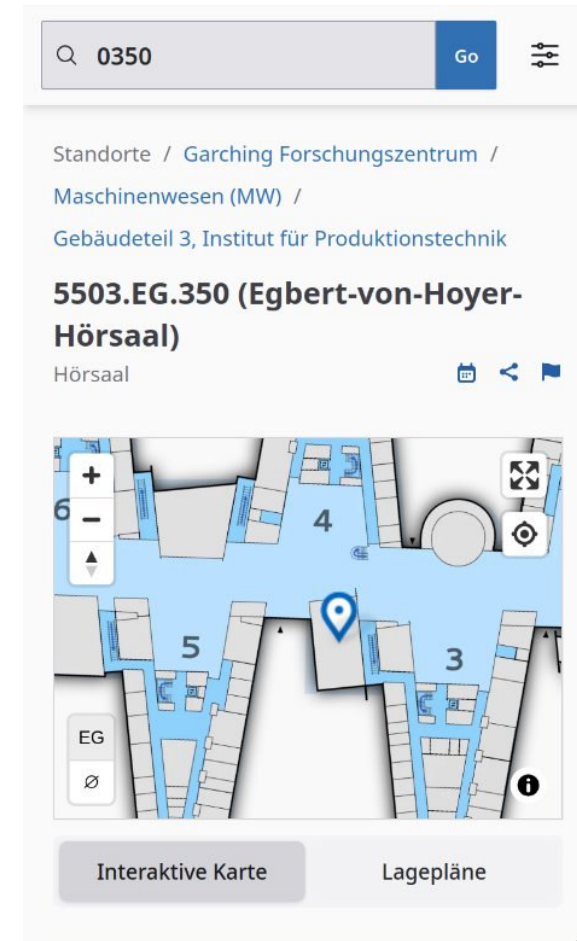 0350
Go
Standorte / Garching Forschungszentrum /
Maschinenwesen (MW) /
Gebäudeteil 3, Institut für Produktionstechnik
5503.EG.350 (Egbert-von-Hoyer-
Hörsaal)
Hörsaal
6
4
5
3
EG
Interaktive Karte
Lagepläne